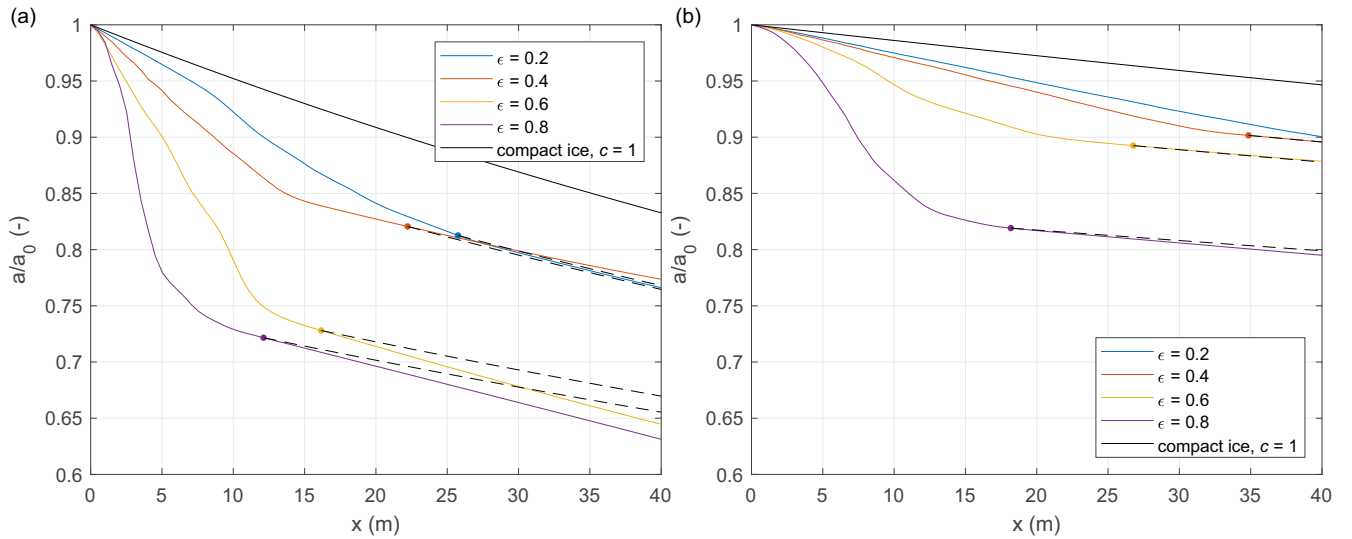 (a)
1
0.95
0.9
0.85
0.8
0.75
0.7
0.65
0.6
a/a0 (-)
0 5 10 15 20 25 30 35 40
x (m)
ϵ = 0.2
ϵ = 0.4
ϵ = 0.6
ϵ = 0.8
compact ice, c = 1
(b)
1
0.95
0.9
0.85
0.8
0.75
0.7
0.65
0.6
a/a0 (-)
0 5 10 15 20 25 30 35 40
x (m)
ϵ = 0.2
ϵ = 0.4
ϵ = 0.6
ϵ = 0.8
compact ice, c = 1